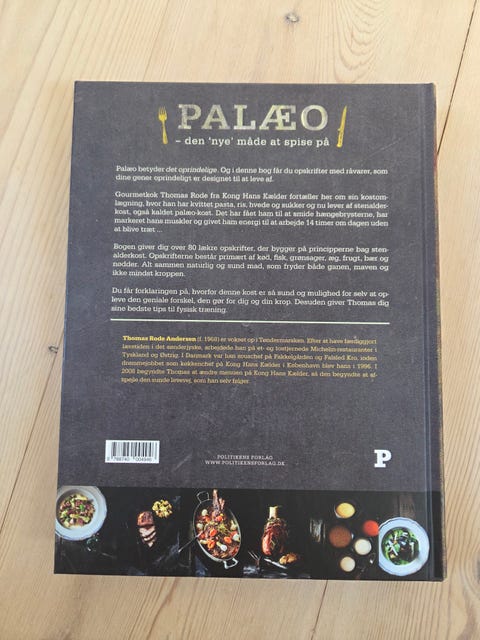 PALÆO
– den 'nye' måde at spise på
Palæo betyder det oprindelige. Og i denne bog får du opskrifter med råvarer, som
dine gener oprindeligt er designet til at leve af.
Gourmetkok Thomas Rode fra Kong Hans Kælder fortæller her om sin kostom-
lægning, hvor han har kvittet pasta, ris, hvede og sukker og nu lever af stenalder-
kost, også kaldet palæo-kost. Det har fået ham til at smide hængebrysterne, har
markeret hans muskler og givet ham energi til at arbejde 14 timer om dagen uden
at blive træt ...
Bogen giver dig over 80 lækre opskrifter, der bygger på principperne bag sten-
alderkost. Opskrifterne består primært af kød, fisk, grønsager, æg, frugt, bær og
nødder. Alt sammen naturlig og sund mad, som fryder både ganen, maven og
ikke mindst kroppen.
Du får forklaringen på, hvorfor denne kost er så sund og mulighed for selv at op-
leve den geniale forskel, den gør for dig og din krop. Desuden giver Thomas dig
sine bedste tips til fysisk træning.
Thomas Rode Andersen (f. 1968) er vokset op i Tøndermarsken. Efter at have færdiggjort
læretiden i det sønderjyske, arbejdede han på et- og tostjernede Michelin-restauranter i
Tyskland og Østrig. I Danmark var han souschef på Fakkelgården og Falsled Kro, inden
drømmejobbet som køkkenchef på Kong Hans Kælder i København blev hans i 1996. I
2008 begyndte Thomas at ændre menuen på Kong Hans Kælder, så den begyndte at af-
spejle den sunde levevej, som han selv følger.
9 788740 004946
POLITIKENS FORLAG
WWW.POLITIKENSFORLAG.DK
P